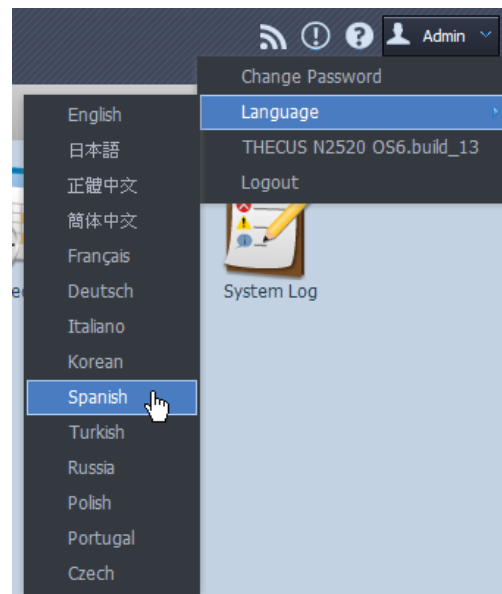 Admin
Change Password
Language
THECUS N2520 OS6.build_13
Logout
English
日本語
正體中文
簡体中文
Français
Deutsch
Italiano
Korean
Spanish
Turkish
Russia
Polish
Portugal
Czech
System Log